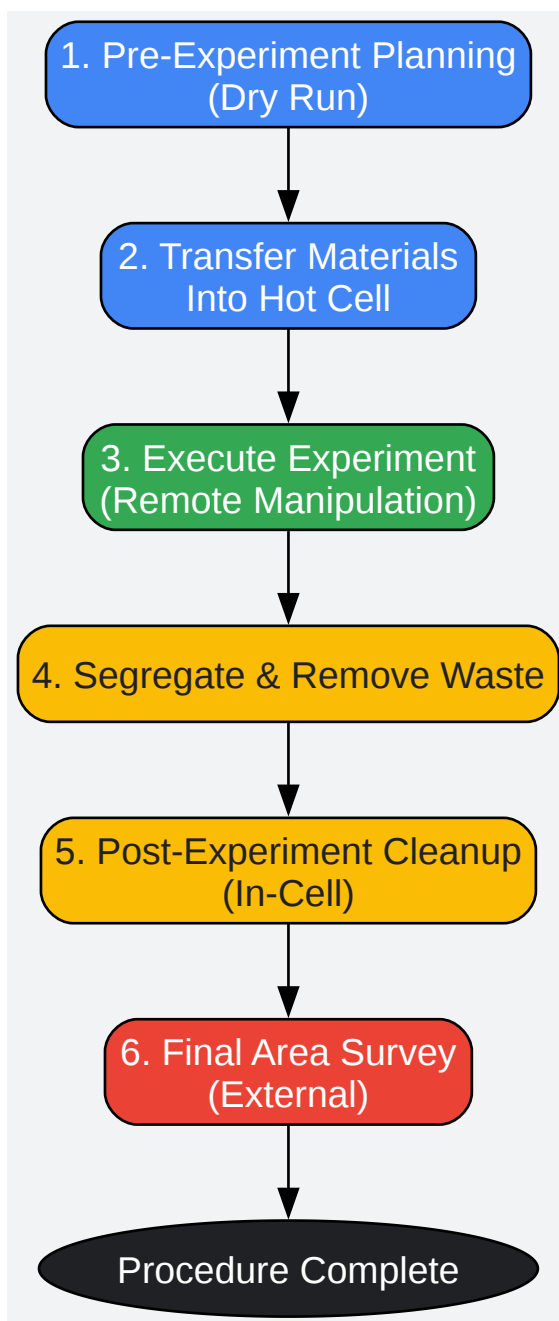 1. Pre-Experiment Planning
(Dry Run)
2. Transfer Materials
Into Hot Cell
3. Execute Experiment
(Remote Manipulation)
4. Segregate & Remove Waste
5. Post-Experiment Cleanup
(In-Cell)
6. Final Area Survey
(External)
Procedure Complete